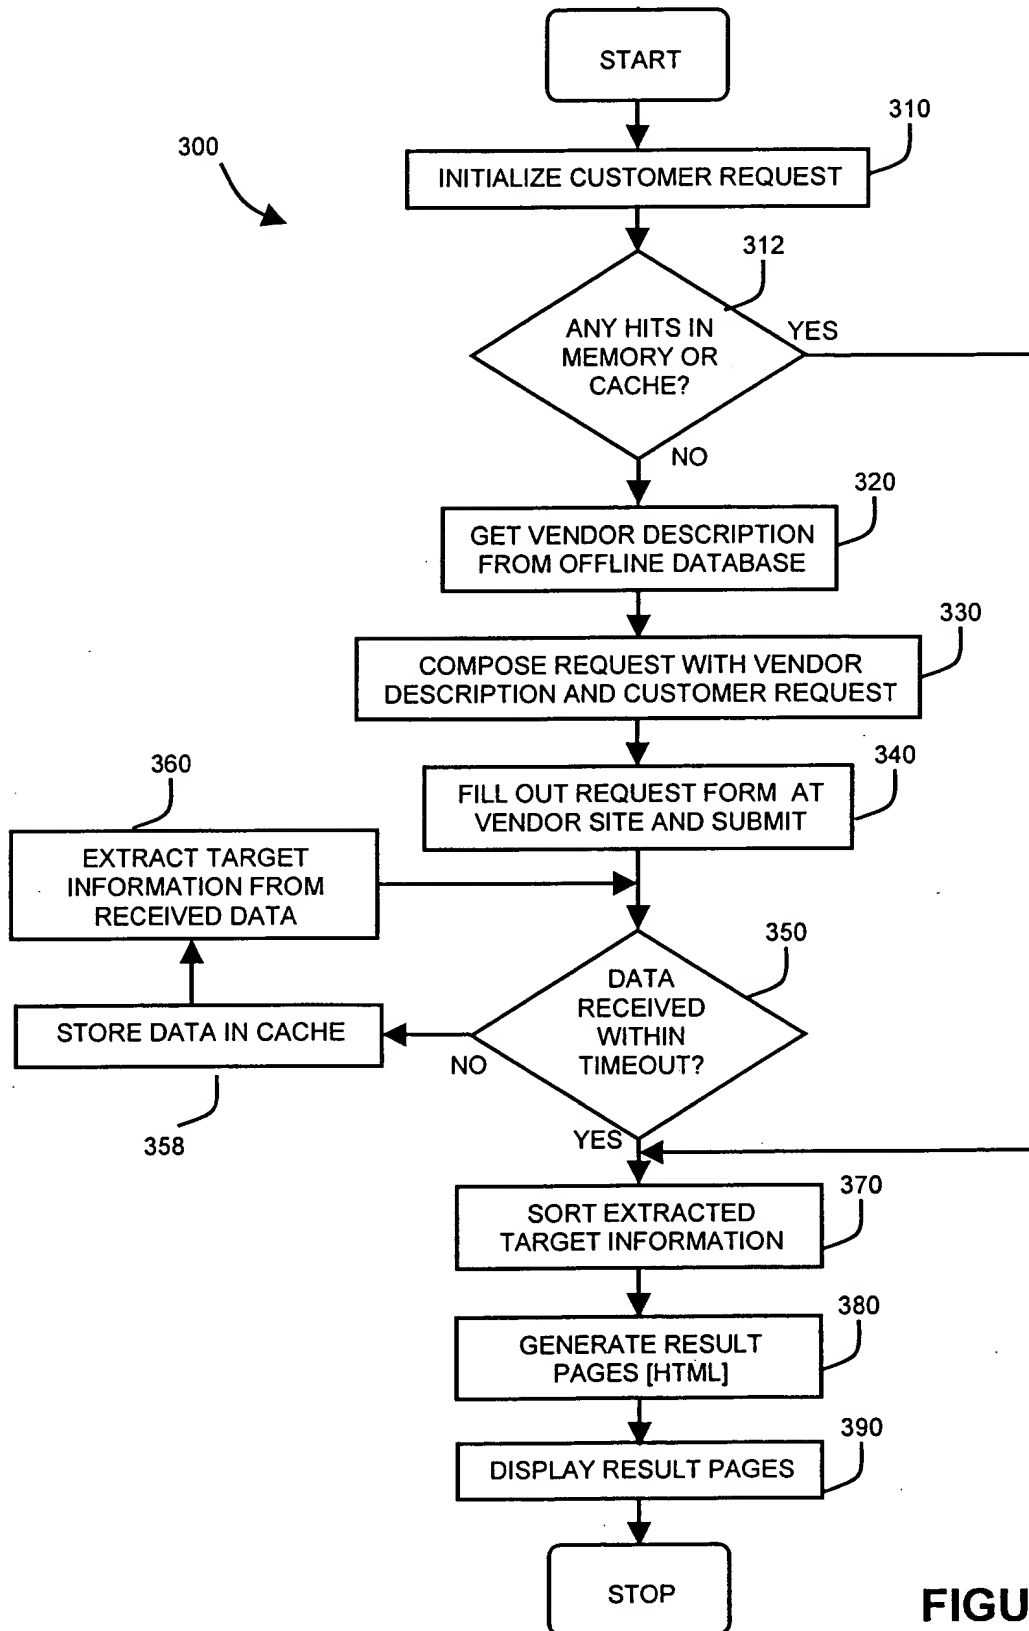 START
310
300
INITIALIZE CUSTOMER REQUEST
312
ANY HITS IN
MEMORY OR
CACHE?
YES
NO
320
GET VENDOR DESCRIPTION
FROM OFFLINE DATABASE
330
COMPOSE REQUEST WITH VENDOR
DESCRIPTION AND CUSTOMER REQUEST
340
FILL OUT REQUEST FORM AT
VENDOR SITE AND SUBMIT
360
EXTRACT TARGET
INFORMATION FROM
RECEIVED DATA
350
DATA
RECEIVED
WITHIN
TIMEOUT?
STORE DATA IN CACHE
NO
358
YES
370
SORT EXTRACTED
TARGET INFORMATION
380
GENERATE RESULT
PAGES [HTML]
390
DISPLAY RESULT PAGES
STOP
FIGU